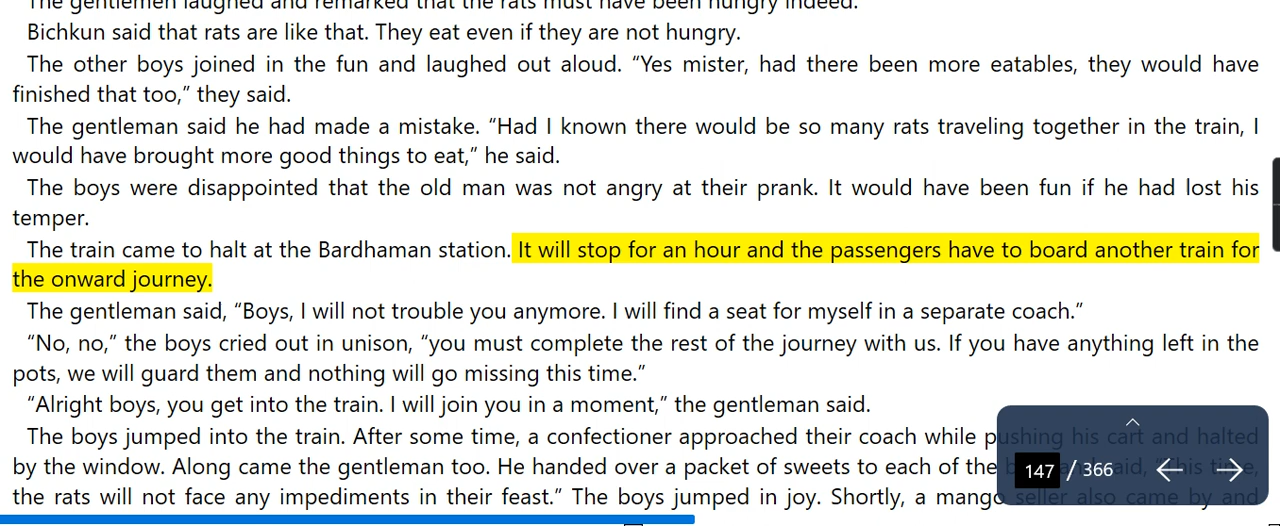 The gentlemen laughed and remarked that the rats must have been hungry indeed.
Bichkun said that rats are like that. They eat even if they are not hungry.
The other boys joined in the fun and laughed out aloud. “Yes mister, had there been more eatables, they would have
finished that too,” they said.
The gentleman said he had made a mistake. “Had I known there would be so many rats traveling together in the train, I
would have brought more good things to eat,” he said.
The boys were disappointed that the old man was not angry at their prank. It would have been fun if he had lost his
temper.
The train came to halt at the Bardhaman station. It will stop for an hour and the passengers have to board another train for
the onward journey.
The gentleman said, “Boys, I will not trouble you anymore. I will find a seat for myself in a separate coach.”
“No, no,” the boys cried out in unison, “you must complete the rest of the journey with us. If you have anything left in the
pots, we will guard them and nothing will go missing this time.”
“Alright boys, you get into the train. I will join you in a moment,” the gentleman said.
The boys jumped into the train. After some time, a confectioner approached their coach while pushing his cart and halted
by the window. Along came the gentleman too. He handed over a packet of sweets to each of the said, “This time,
the rats will not face any impediments in their feast.” The boys jumped in joy. Shortly, a mango seller also came by and
147 / 366